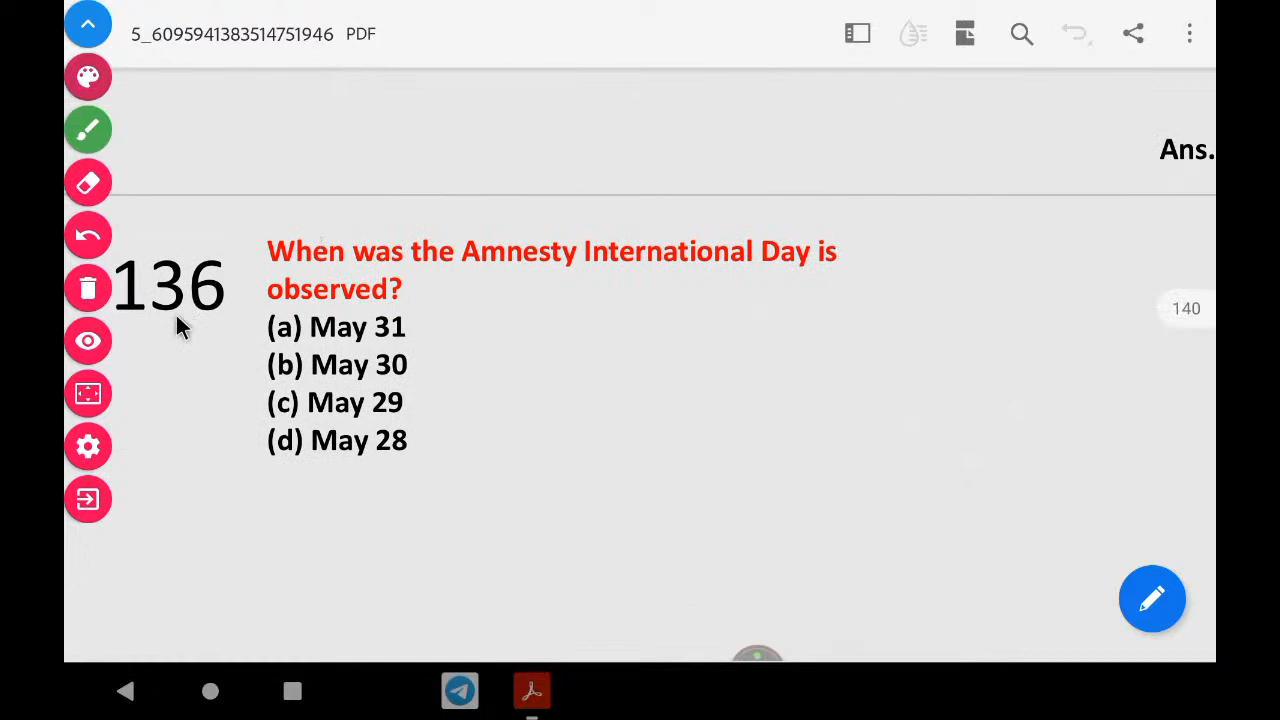 5_6095941383514751946 PDF
Ans.
136
When was the Amnesty International Day is
observed?
140
(a) May 31
(b) May 30
(c) May 29
(d) May 28